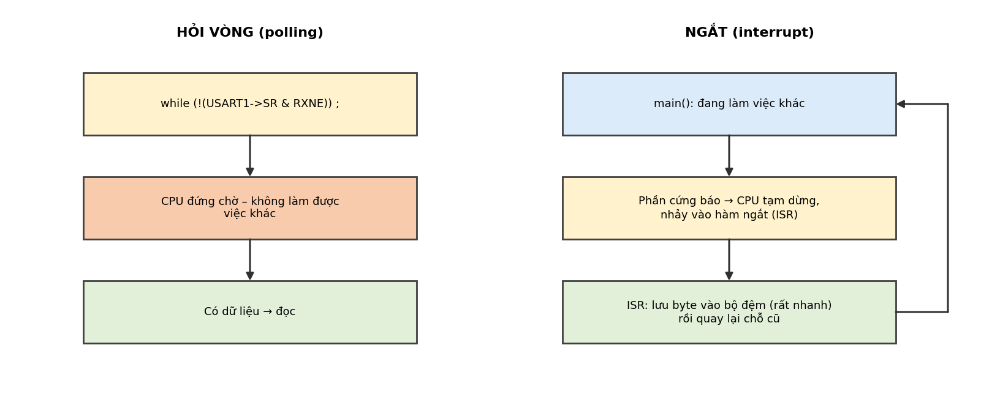 HỎI VÒNG (polling)
while (!(USART1->SR & RXNE)) ;
CPU đứng chờ – không làm được
việc khác
Có dữ liệu → đọc
NGẮT (interrupt)
main(): đang làm việc khác
Phần cứng báo → CPU tạm dừng,
nhảy vào hàm ngắt (ISR)
ISR: lưu byte vào bộ đệm (rất nhanh)
rồi quay lại chỗ cũ